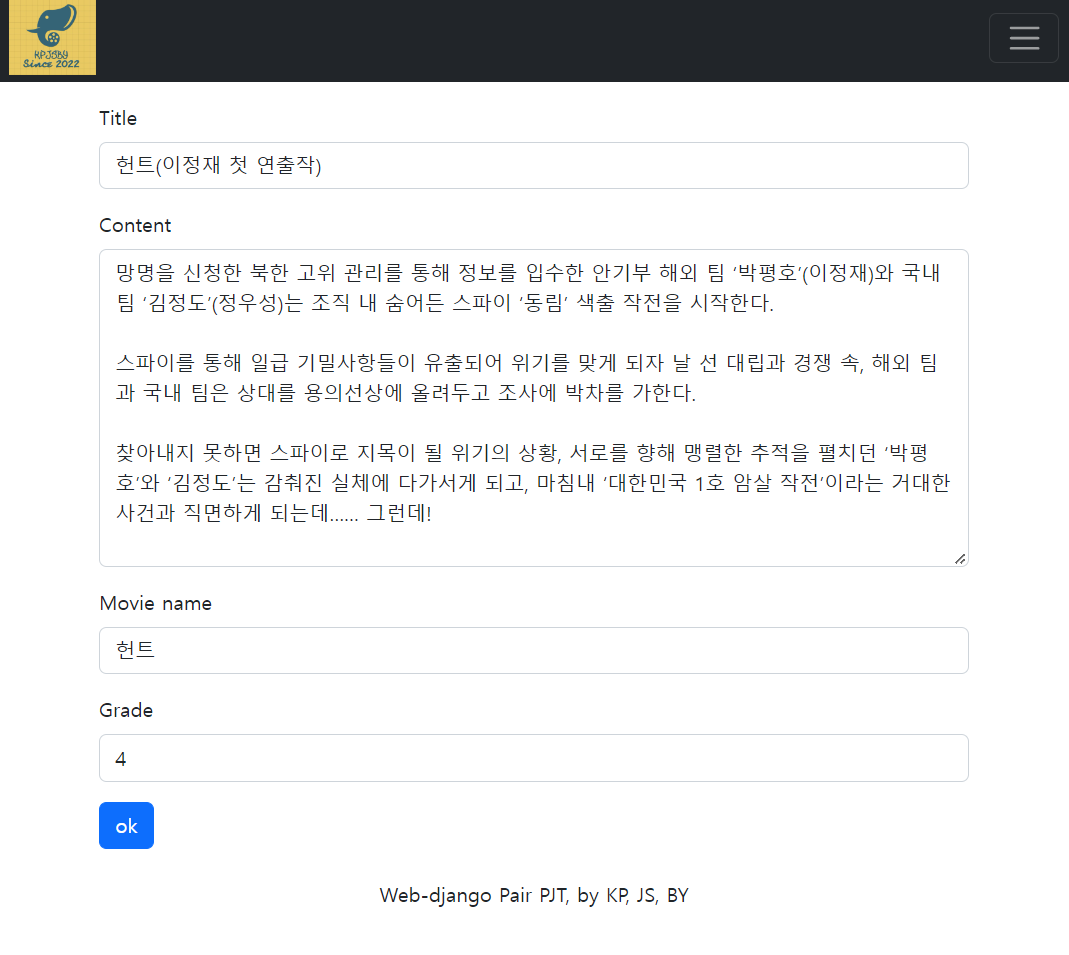 KPJSBY
Since 2022
Title
헌트(이정재 첫 연출작)
Content
망명을 신청한 북한 고위 관리를 통해 정보를 입수한 안기부 해외 팀 ‘박평호’(이정재)와 국내
팀 ‘김정도’(정우성)는 조직 내 숨어든 스파이 ‘동림’ 색출 작전을 시작한다.
스파이를 통해 일급 기밀사항들이 유출되어 위기를 맞게 되자 날 선 대립과 경쟁 속, 해외 팀
과 국내 팀은 상대를 용의선상에 올려두고 조사에 박차를 가한다.
찾아내지 못하면 스파이로 지목이 될 위기의 상황, 서로를 향해 맹렬한 추적을 펼치던 ‘박평
호’와 ‘김정도’는 감춰진 실체에 다가서게 되고, 마침내 ‘대한민국 1호 암살 작전’이라는 거대한
사건과 직면하게 되는데…… 그런데!
Movie name
헌트
Grade
4
ok
Web-django Pair PJT, by KP, JS, BY